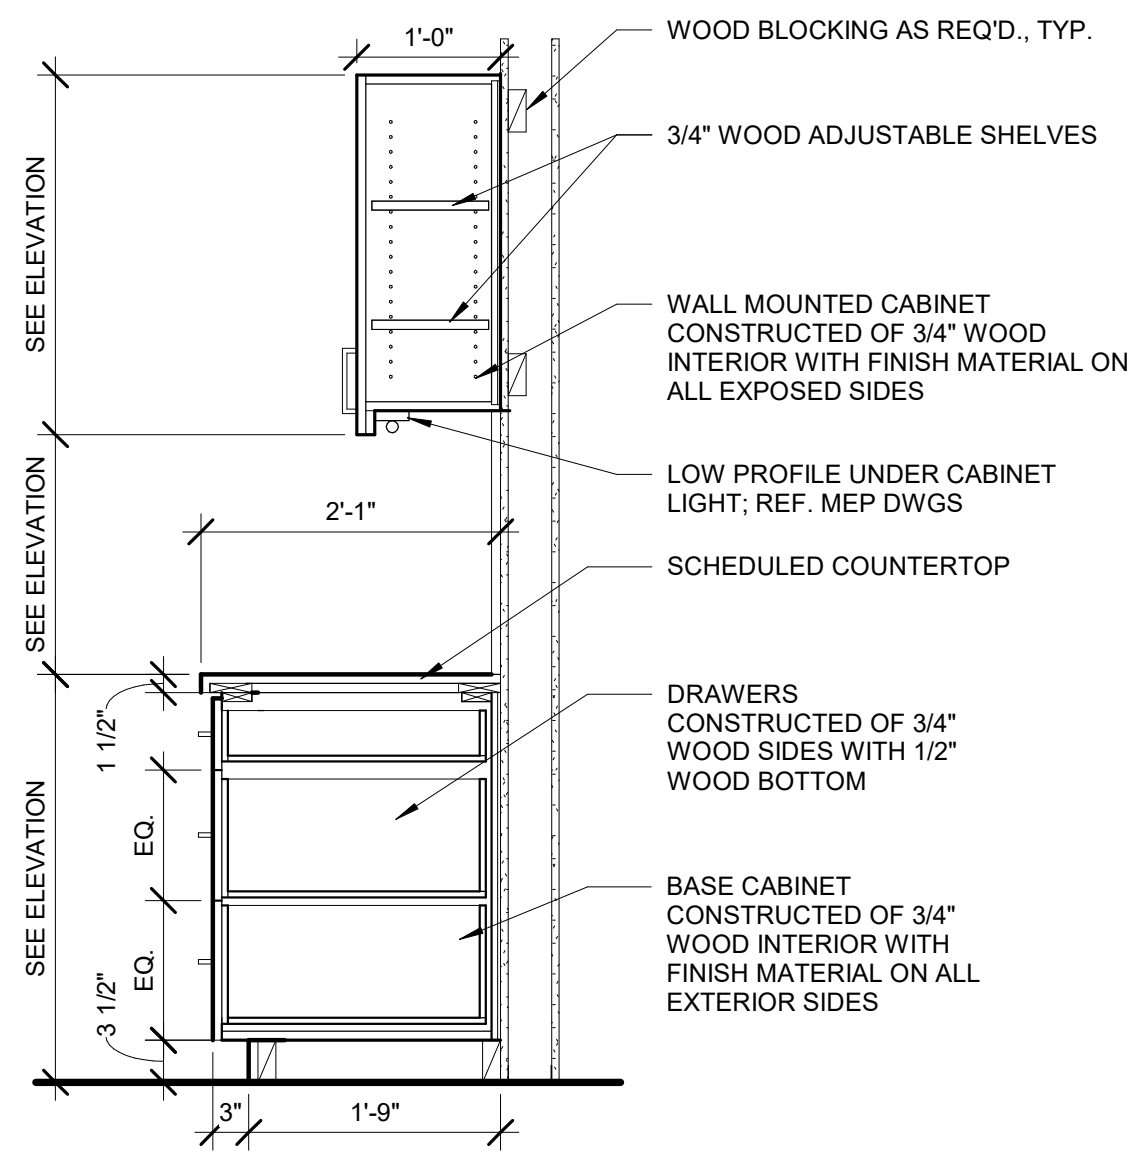 1'-0"
WOOD BLOCKING AS REQ'D., TYP.
3/4" WOOD ADJUSTABLE SHELVES
SEE ELEVATION
WALL MOUNTED CABINET
CONSTRUCTED OF 3/4" WOOD
INTERIOR WITH FINISH MATERIAL ON
ALL EXPOSED SIDES
LOW PROFILE UNDER CABINET
LIGHT; REF. MEP DWGS
SEE ELEVATION
2'-1"
SCHEDULED COUNTERTOP
1 1/2"
DRAWERS
CONSTRUCTED OF 3/4"
WOOD SIDES WITH 1/2"
WOOD BOTTOM
EQ.
SEE ELEVATION
BASE CABINET
CONSTRUCTED OF 3/4"
WOOD INTERIOR WITH
FINISH MATERIAL ON ALL
EXTERIOR SIDES
EQ.
3 1/2"
3"
1'-9"